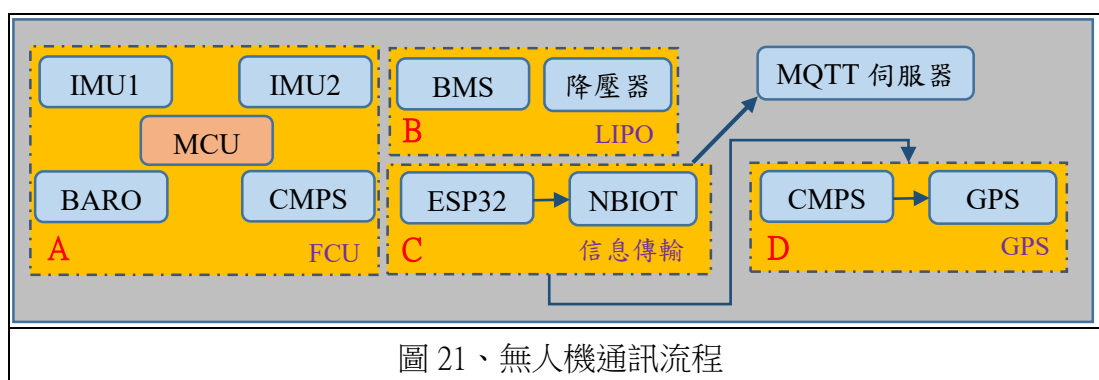 IMU1
IMU2
MCU
BARO
CMPS
A
FCU
BMS
降壓器
B
LIPO
ESP32
NBIOT
C
信息傳輸
MQTT 伺服器
CMPS
GPS
D
GPS
圖 21、無人機通訊流程